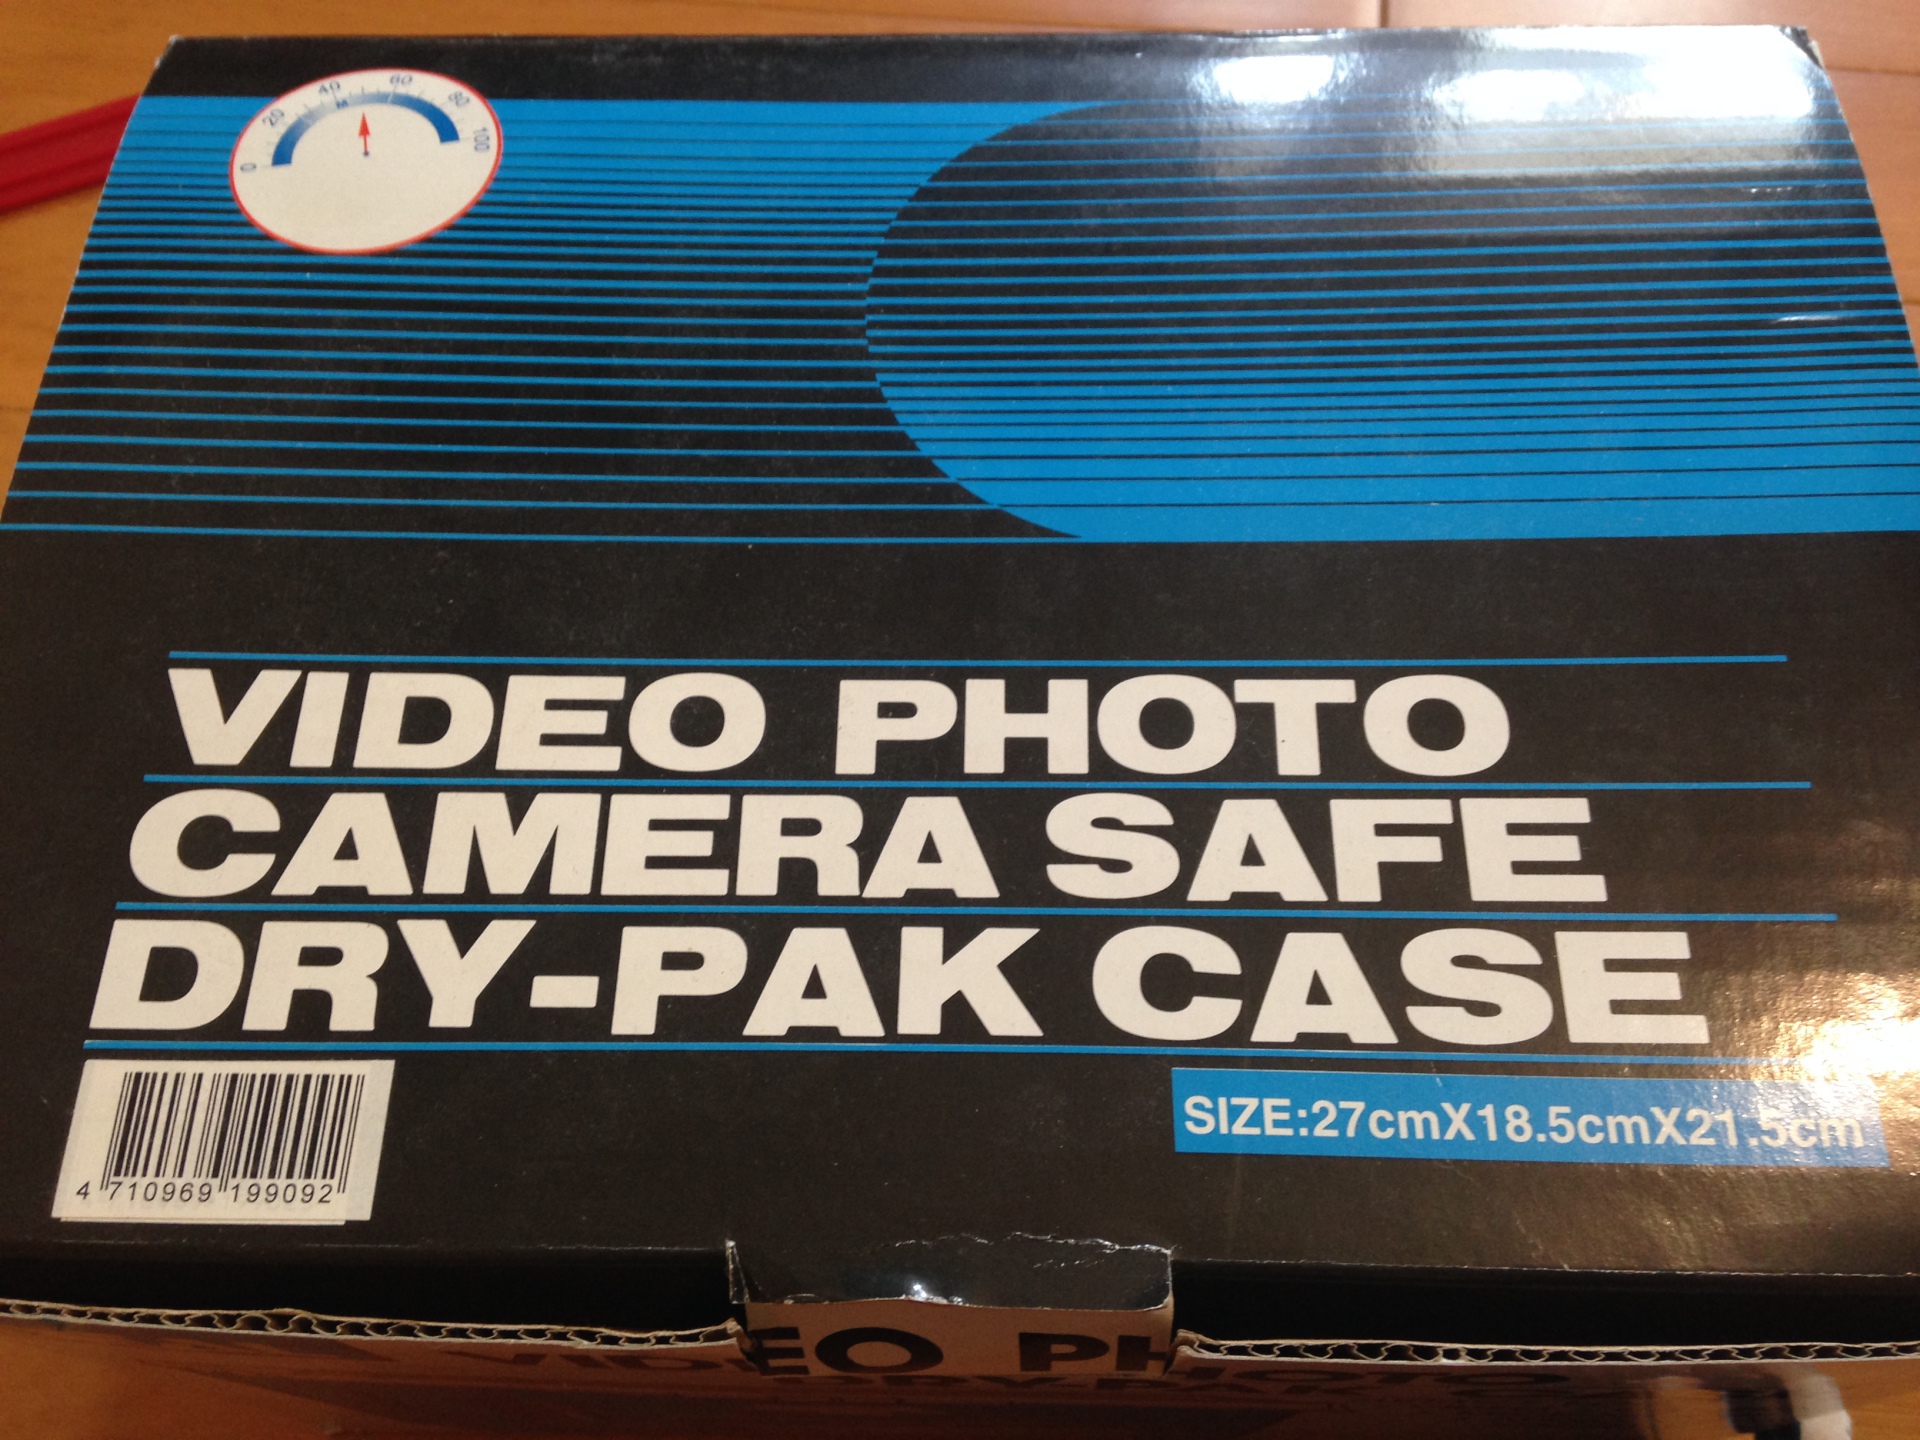 0 20 40 60 80 100
VIDEO PHOTO
CAMERA SAFE
DRY-PAK CASE
SIZE:27cmX18.5cmX21.5cm
4 710969 199092
VIDEO PHOTO